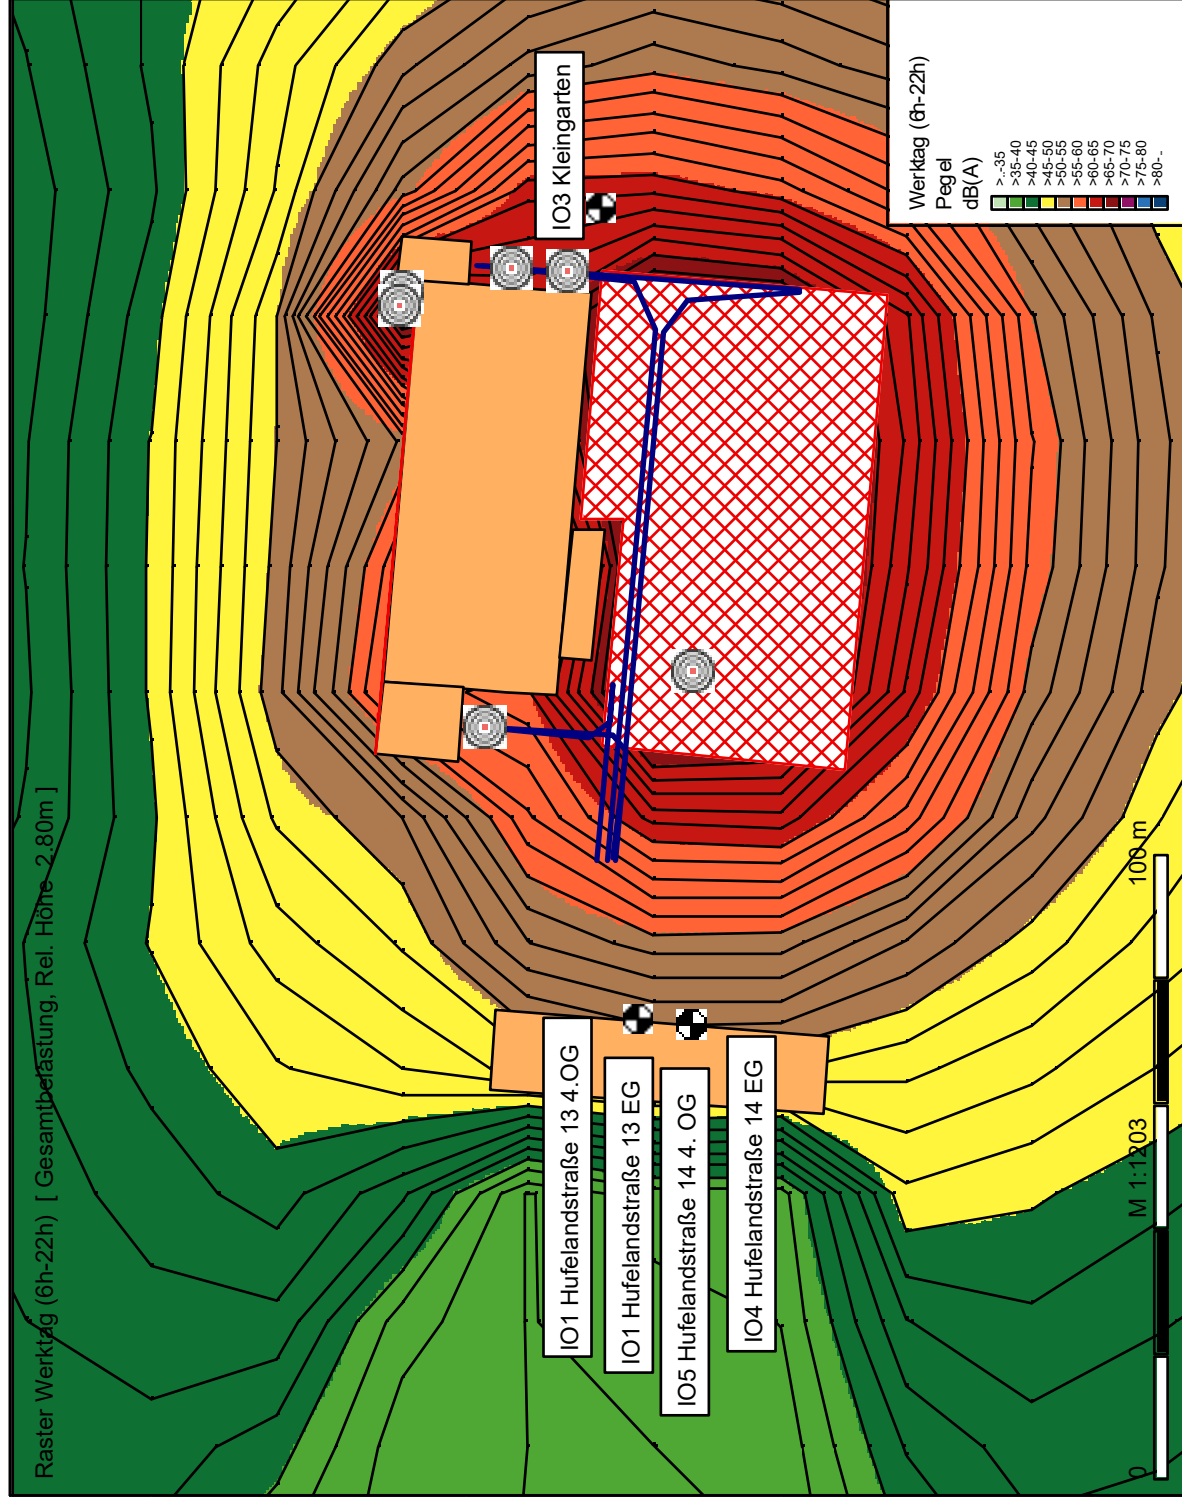 Raster Werktag (6h-22h) [ Gesamtbelastung, Rel. Höhe 2.80m ]
IO1 Hufelandstraße 13 4.OG
IO1 Hufelandstraße 13 EG
IO5 Hufelandstraße 14 4. OG
IO4 Hufelandstraße 14 EG
IO3 Kleingarten
0
M 1:1203
100 m
Werktag (6h-22h)
Pegel
dB(A)
>..35
>35-40
>40-45
>45-50
>50-55
>55-60
>60-65
>65-70
>70-75
>75-80
>80-..